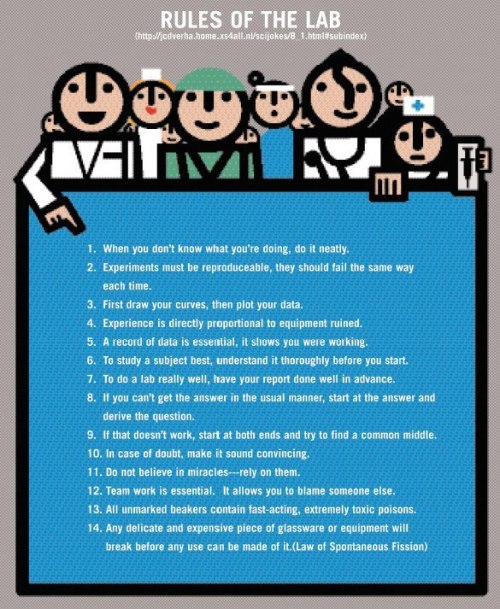 RULES OF THE LAB
(http://jcdverha.home.xs4all.nl/scijokes/8_1.html#subindex)
1. When you don't know what you're doing, do it neatly.
2. Experiments must be reproduceable, they should fail the same way
each time.
3. First draw your curves, then plot your data.
4. Experience is directly proportional to equipment ruined.
5. A record of data is essential, it shows you were working.
6. To study a subject best, understand it thoroughly before you start.
7. To do a lab really well, have your report done well in advance.
8. If you can't get the answer in the usual manner, start at the answer and
derive the question.
9. If that doesn't work, start at both ends and try to find a common middle.
10. In case of doubt, make it sound convincing.
11. Do not believe in miracles---rely on them.
12. Team work is essential. It allows you to blame someone else.
13. All unmarked beakers contain fast-acting, extremely toxic poisons.
14. Any delicate and expensive piece of glassware or equipment will
break before any use can be made of it.(Law of Spontaneous Fission)